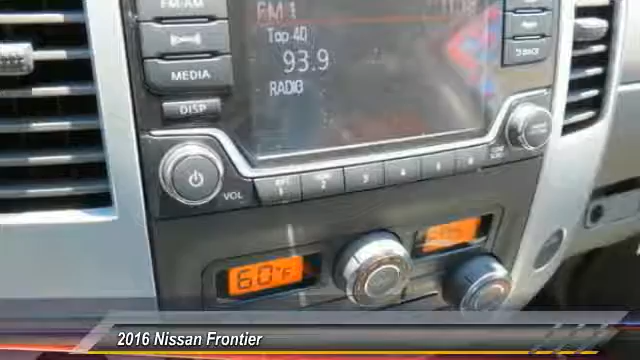 FM-AM
MEDIA
DISP
FM 1
Top 40
93.9
RADIO
BACK
VOL
1 2 3 4 5 6
60°F
2016 Nissan Frontier